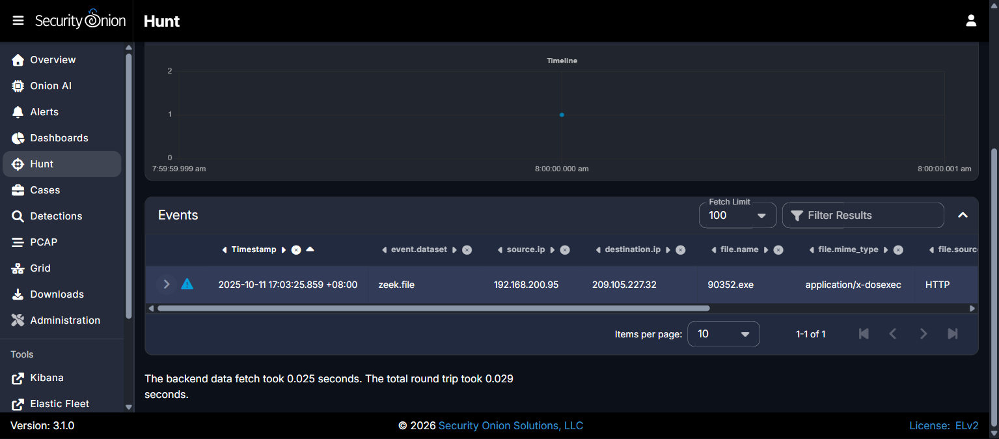 Security Onion
Hunt
Overview
Onion AI
Alerts
Dashboards
Hunt
Cases
Detections
PCAP
Grid
Downloads
Administration
Tools
Kibana
Elastic Fleet
Timeline
2
1
0
7:59:59.999 am 8:00:00.000 am 8:00:00.001 am
Events
Fetch Limit
100
Filter Results
Timestamp event.dataset source.ip destination.ip file.name file.mime_type file.sourc
2025-10-11 17:03:25.859 +08:00 zeek.file 192.168.200.95 209.105.227.32 90352.exe application/x-dosexec HTTP
Items per page: 10 1-1 of 1
The backend data fetch took 0.025 seconds. The total round trip took 0.029
seconds.
Version: 3.1.0 © 2026 Security Onion Solutions, LLC License: ELv2